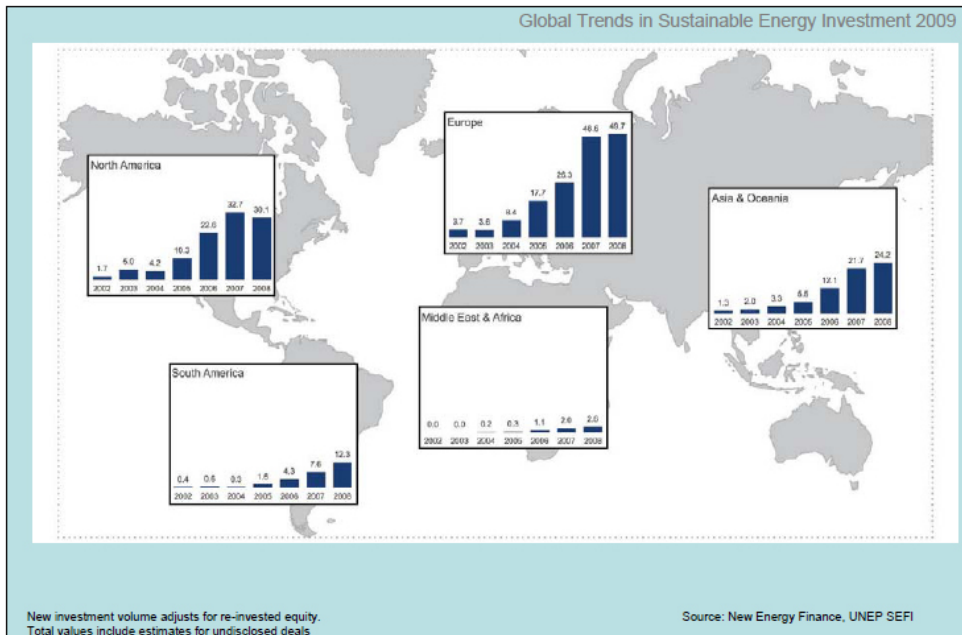 Global Trends in Sustainable Energy Investment 2009
Europe
48.6 49.7
26.3
17.7
3.7 3.8 8.4
2002 2003 2004 2005 2006 2007 2008
North America
32.7 30.1
22.6
10.3
1.7 5.0 4.2
2002 2003 2004 2005 2006 2007 2008
Asia & Oceania
21.7 24.2
12.1
1.3 2.0 3.3 5.5
2002 2003 2004 2005 2006 2007 2008
Middle East & Africa
0.0 0.0 0.2 0.3 1.1 2.0 2.6
2002 2003 2004 2005 2006 2007 2008
South America
12.3
7.6
4.3
0.4 0.6 0.3 1.5
2002 2003 2004 2005 2006 2007 2008
New investment volume adjusts for re-invested equity.
Total values include estimates for undisclosed deals
Source: New Energy Finance, UNEP SEFI